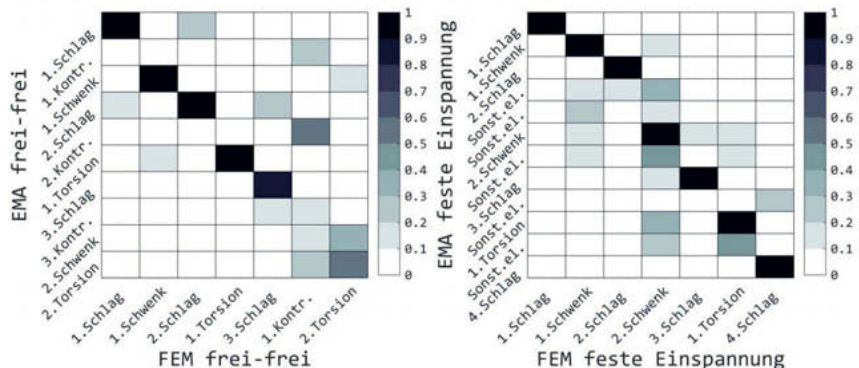 EMA frei-frei
1.Schlag
1.Kontr.
1.Schwenk
2.Schlag
2.Kontr.
1.Torsion
3.Schlag
3.Kontr.
2.Schwenk
2.Torsion
1.Schlag
1.Schwenk
2.Schlag
1.Torsion
3.Schlag
1.Kontr.
2.Torsion
FEM frei-frei
1
0.9
0.8
0.7
0.6
0.5
0.4
0.3
0.2
0.1
0
EMA feste Einspannung
1.Schlag
1.Schwenk
2.Schlag
Sonst.el.
Sonst.el.
2.Schwenk
Sonst.el.
3.Schlag
Sonst.el.
1.Torsion
Sonst.el.
4.Schlag
1.Schlag
1.Schwenk
2.Schlag
2.Schwenk
3.Schlag
1.Torsion
4.Schlag
FEM feste Einspannung
1
0.9
0.8
0.7
0.6
0.5
0.4
0.3
0.2
0.1
0